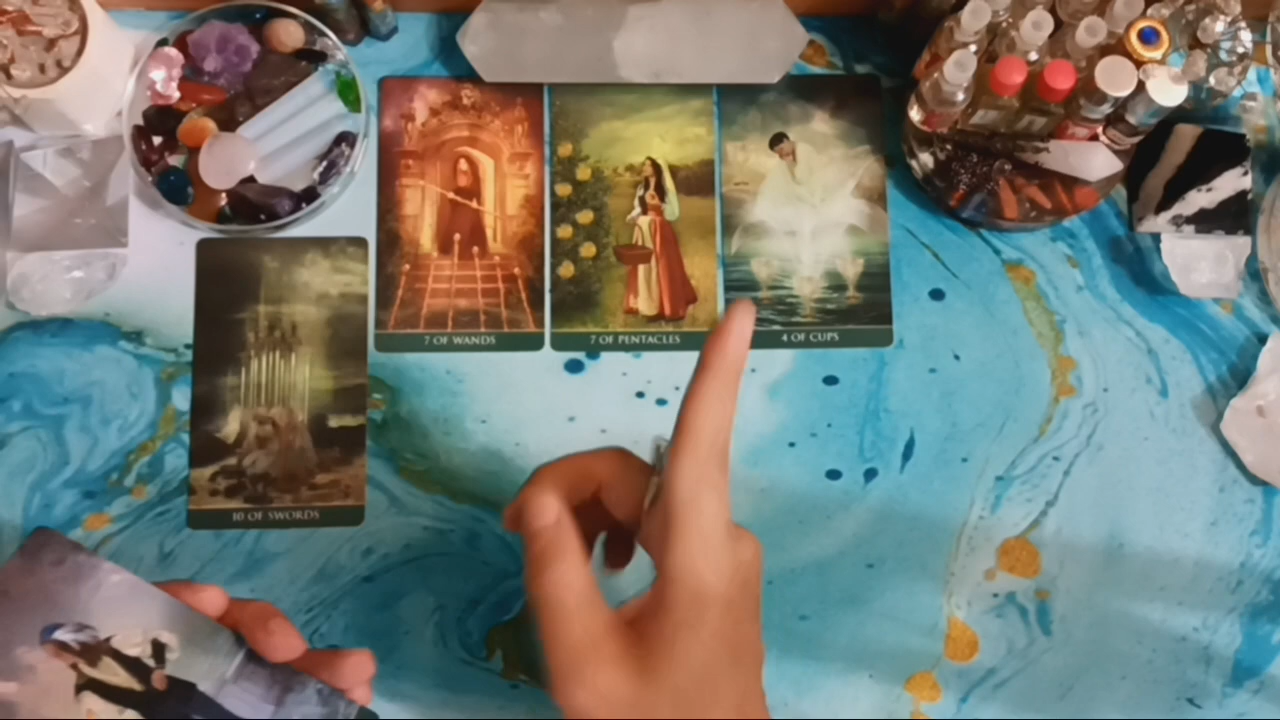 7 OF WANDS
7 OF PENTACLES
4 OF CUPS
10 OF SWORDS